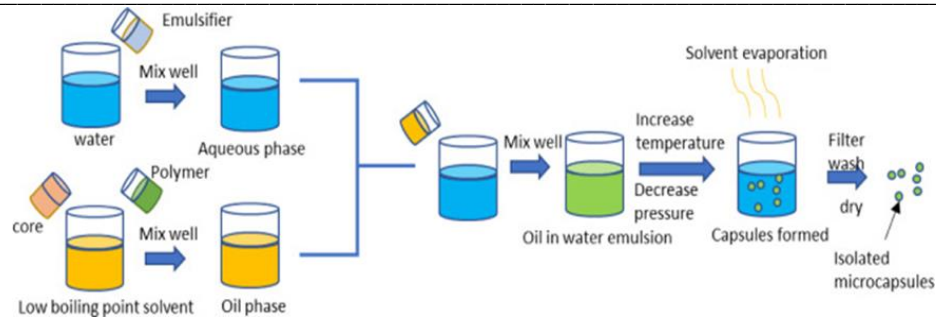 Emulsifier
Mix well
water
Aqueous phase
core
Polymer
Mix well
Low boiling point solvent
Oil phase
Mix well
Oil in water emulsion
Increase
temperature
Decrease
pressure
Solvent evaporation
Capsules formed
Filter
wash
dry
Isolated
microcapsules